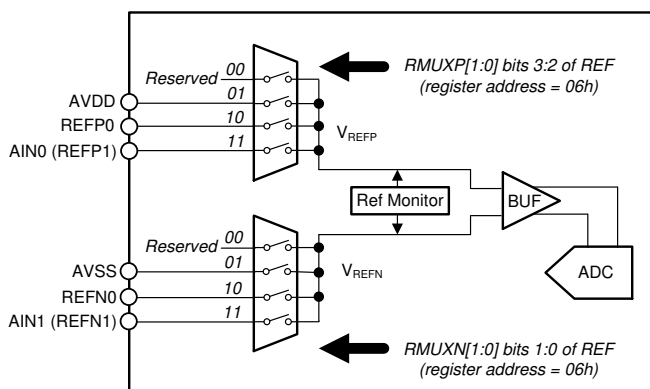 RMUXP[1:0] bits 3:2 of REF
(register address = 06h)
Reserved 00
AVDD 01
REFP0 10
AIN0 (REFP1) 11
VREFP
Ref Monitor
BUF
ADC
Reserved 00
AVSS 01
REFN0 10
AIN1 (REFN1) 11
VREFN
RMUXN[1:0] bits 1:0 of REF
(register address = 06h)